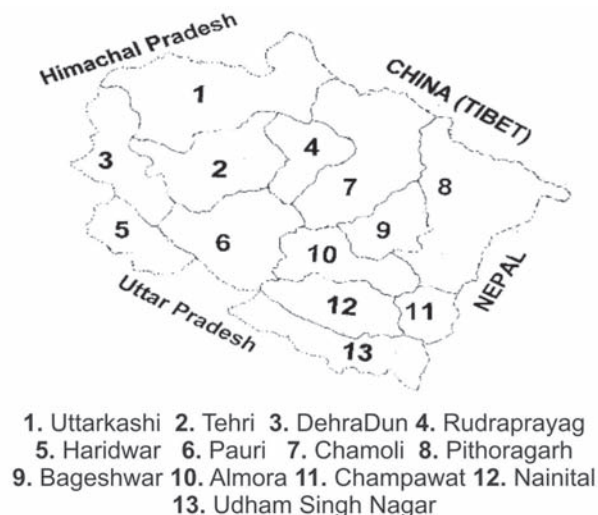 Himachal Pradesh
CHINA (TIBET)
1
4
3
2
7
8
5
6
9
10
NEPAL
Uttar Pradesh
12
11
13
1. Uttarkashi 2. Tehri 3. DehraDun 4. Rudraprayag
5. Haridwar 6. Pauri 7. Chamoli 8. Pithoragarh
9. Bageshwar 10. Almora 11. Champawat 12. Nainital
13. Udham Singh Nagar